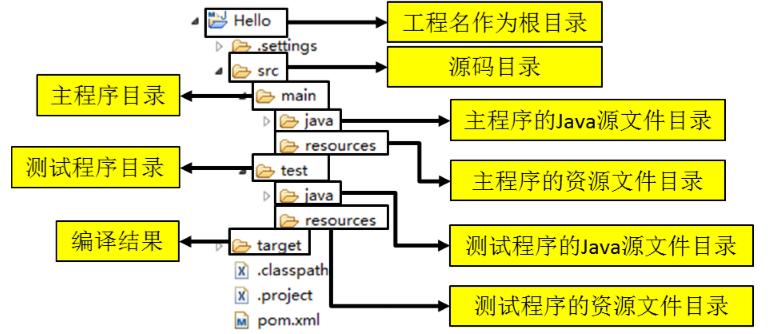 Hello
工程名作为根目录
.settings
src
源码目录
主程序目录
main
java
主程序的Java源文件目录
resources
测试程序目录
test
主程序的资源文件目录
java
resources
编译结果
target
测试程序的Java源文件目录
.classpath
.project
测试程序的资源文件目录
pom.xml